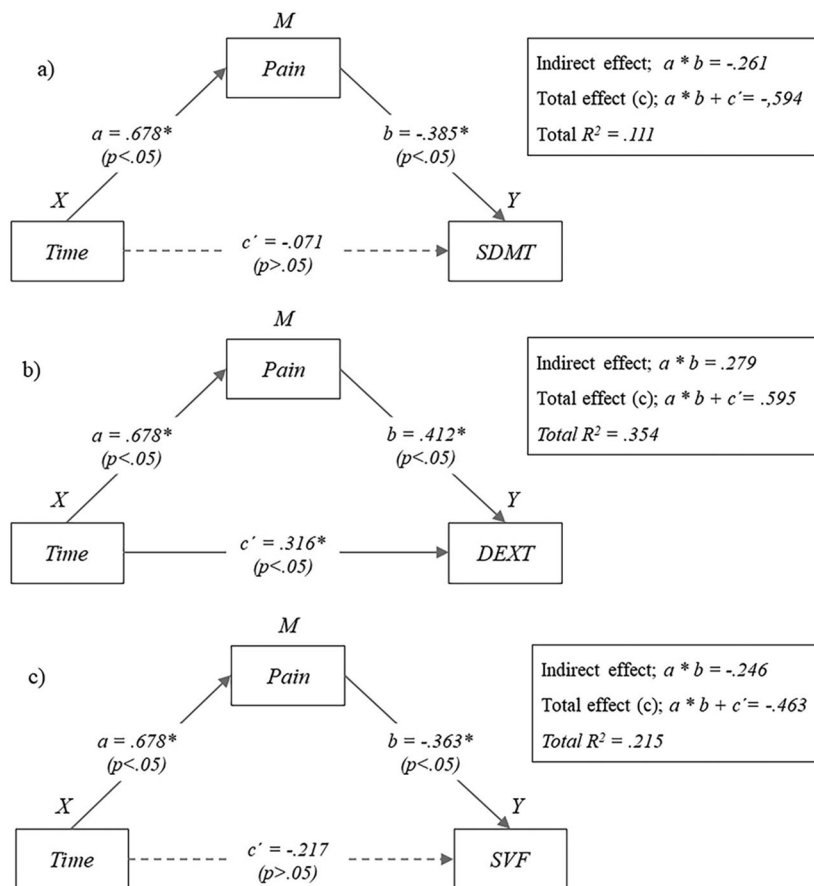 M
a)
Pain
Indirect effect; a * b = -.261
Total effect (c); a * b + c´= -,594
Total R² = .111
a = .678*
(p<.05)
b = -.385*
(p<.05)
X
Y
Time
c´ = -.071
(p>.05)
SDMT
M
b)
Pain
Indirect effect; a * b = .279
Total effect (c); a * b + c´= .595
Total R² = .354
a = .678*
(p<.05)
b = .412*
(p<.05)
X
Y
Time
c´ = .316*
(p<.05)
DEXT
M
c)
Pain
Indirect effect; a * b = -.246
Total effect (c); a * b + c´= -.463
Total R² = .215
a = .678*
(p<.05)
b = -.363*
(p<.05)
X
Y
Time
c´ = -.217
(p>.05)
SVF